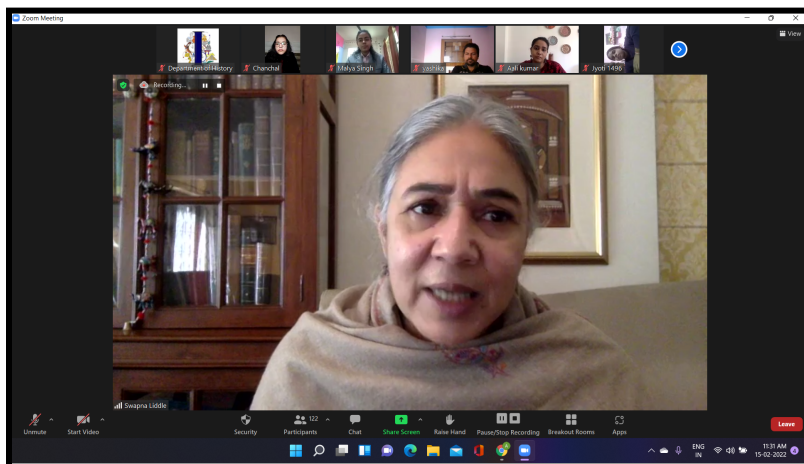 Zoom Meeting
View
Department of History
Chanchal
Malya Singh
yashika
Aali kumar
Jyoti 1496
Recording...
Swapna Liddle
Unmute
Start Video
Security
Participants
122
Chat
Share Screen
Raise Hand
Pause/Stop Recording
Breakout Rooms
Apps
Leave
ENG
IN
11:31 AM
15-02-2022
4